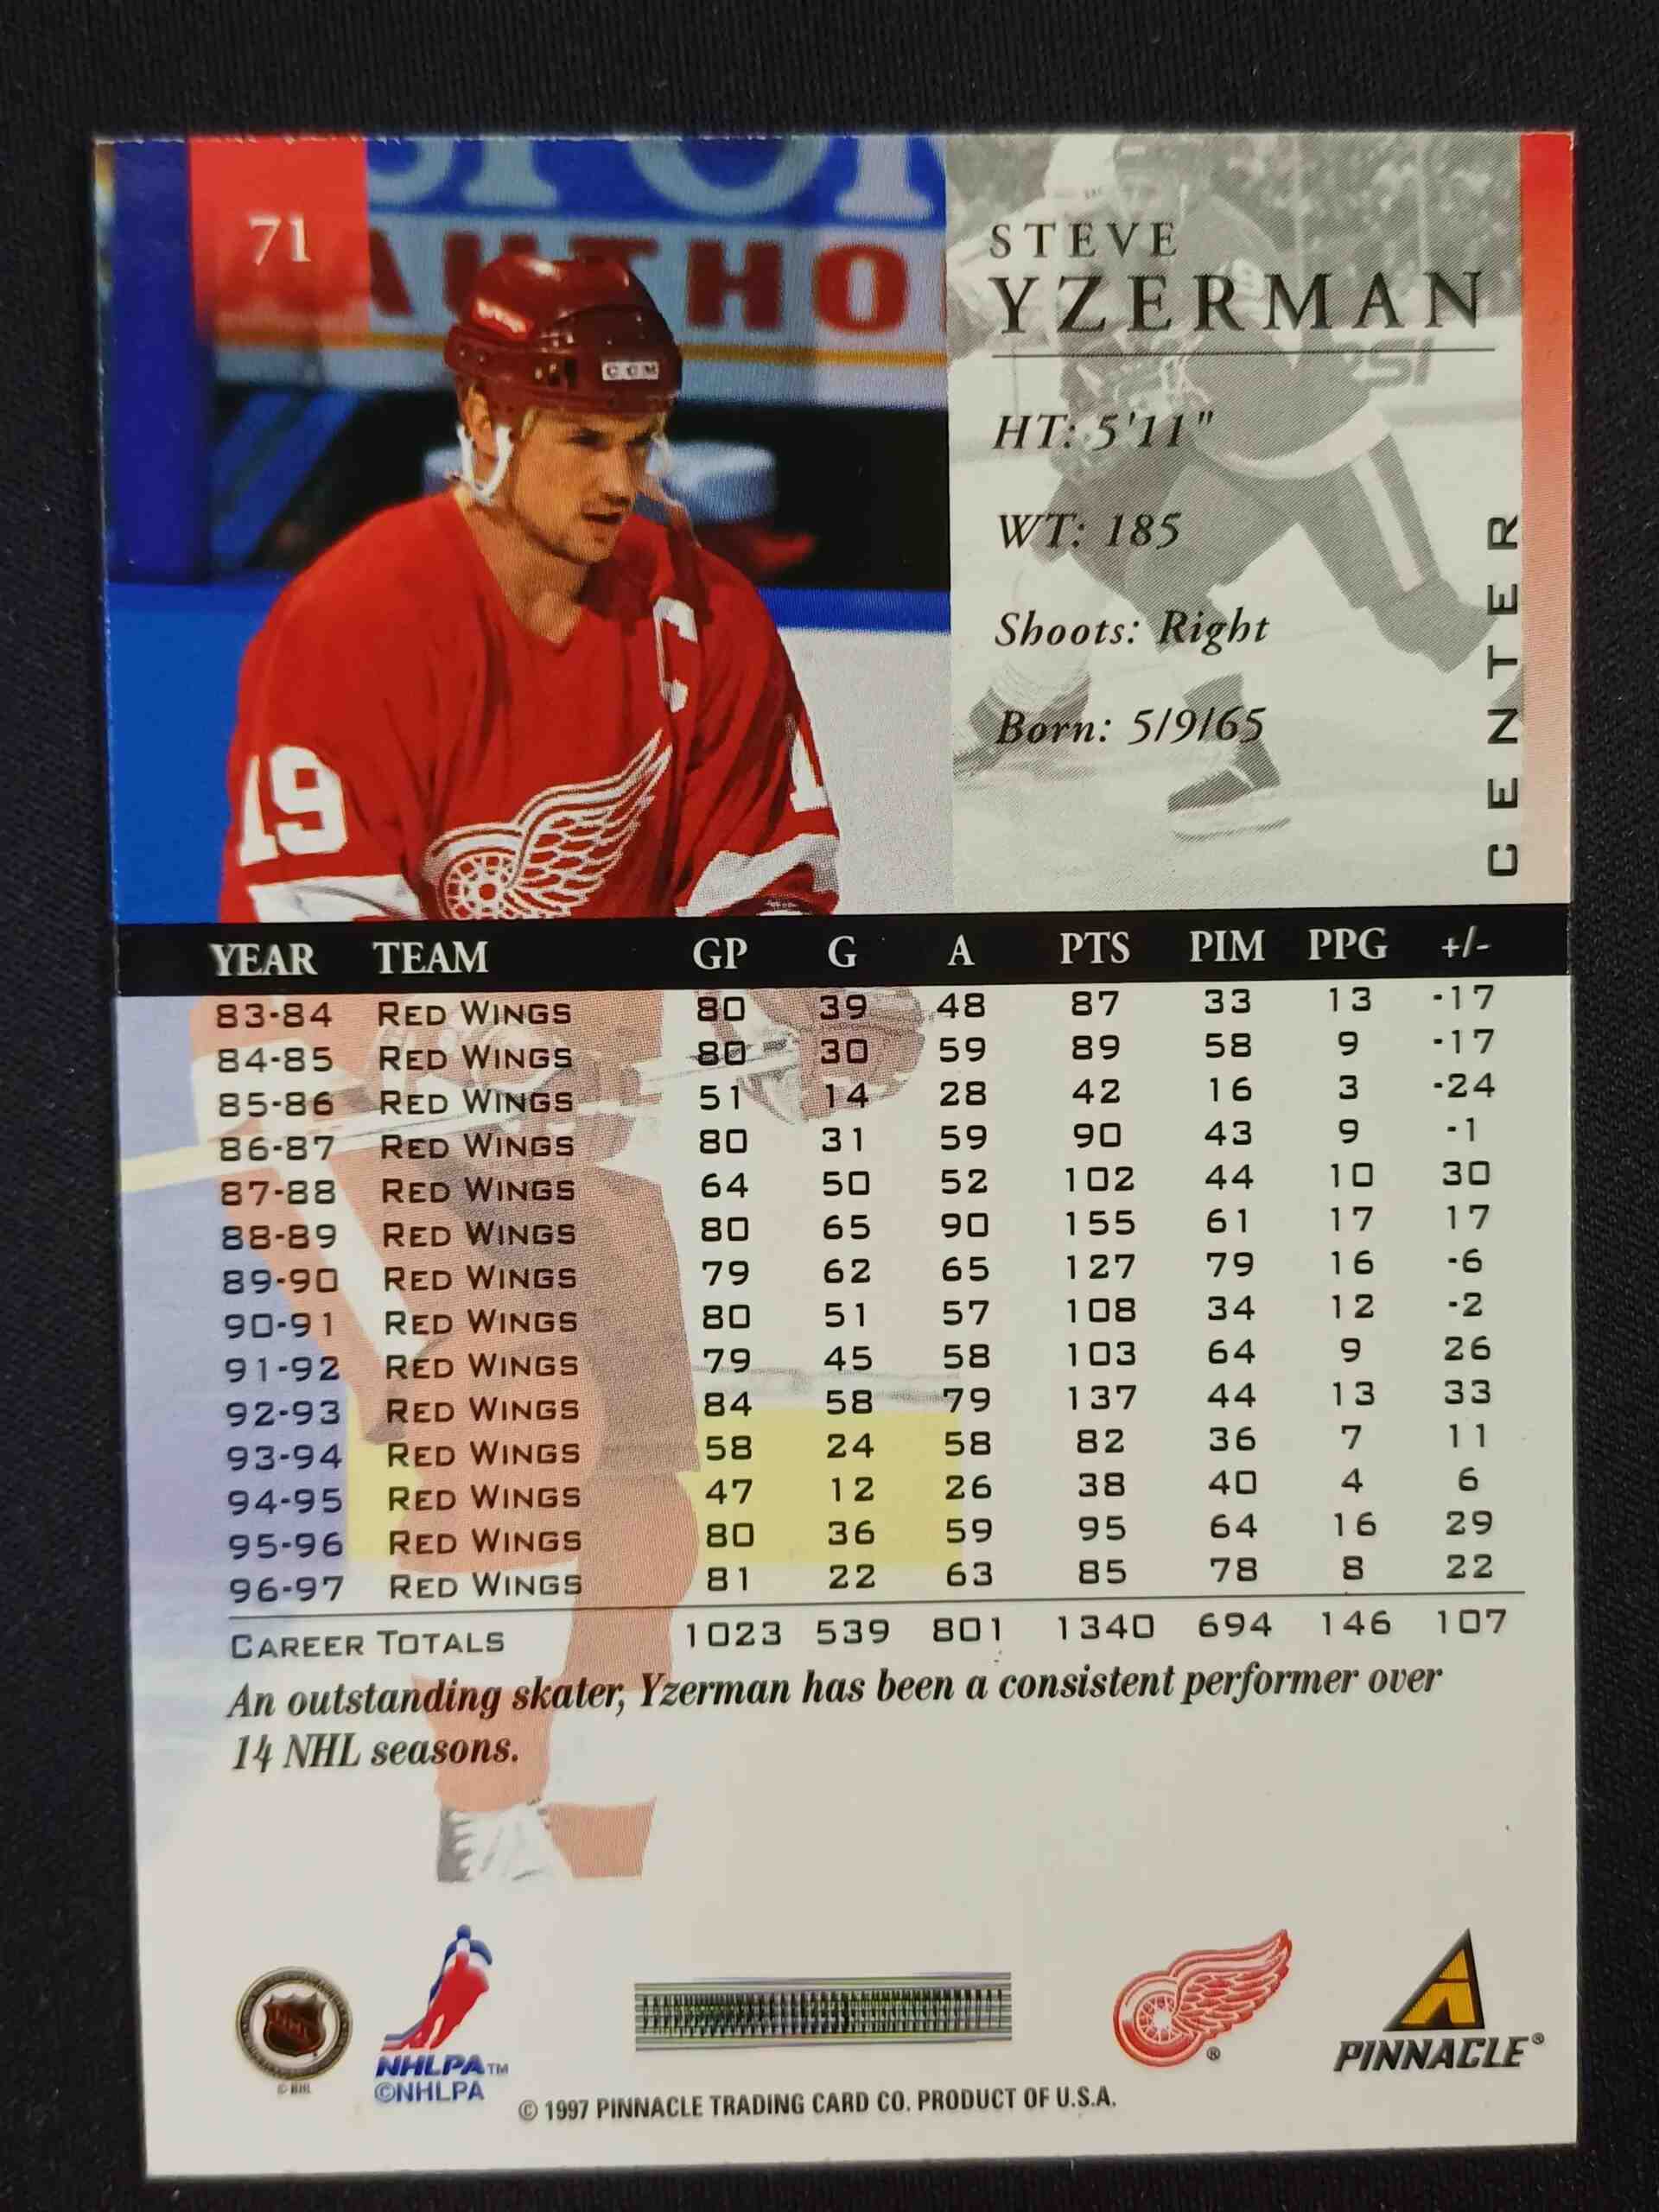 71
SPOR
AUTHO
CCM
C
19
1
STEVE
YZERMAN
HT: 5'11"
WT: 185
Shoots: Right
Born: 5/9/65
CENTER
YEAR TEAM GP G A PTS PIM PPG +/-
83-84 RED WINGS 80 39 48 87 33 13 -17
84-85 RED WINGS 80 30 59 89 58 9 -17
85-86 RED WINGS 51 14 28 42 16 3 -24
86-87 RED WINGS 80 31 59 90 43 9 -1
87-88 RED WINGS 64 50 52 102 44 10 30
88-89 RED WINGS 80 65 90 155 61 17 17
89-90 RED WINGS 79 62 65 127 79 16 -6
90-91 RED WINGS 80 51 57 108 34 12 -2
91-92 RED WINGS 79 45 58 103 64 9 26
92-93 RED WINGS 84 58 79 137 44 13 33
93-94 RED WINGS 58 24 58 82 36 7 11
94-95 RED WINGS 47 12 26 38 40 4 6
95-96 RED WINGS 80 36 59 95 64 16 29
96-97 RED WINGS 81 22 63 85 78 8 22
CAREER TOTALS 1023 539 801 1340 694 146 107
An outstanding skater, Yzerman has been a consistent performer over
14 NHL seasons.
NHL
© NHL
NHLPA™
©NHLPA
®
PINNACLE®
© 1997 PINNACLE TRADING CARD CO. PRODUCT OF U.S.A.